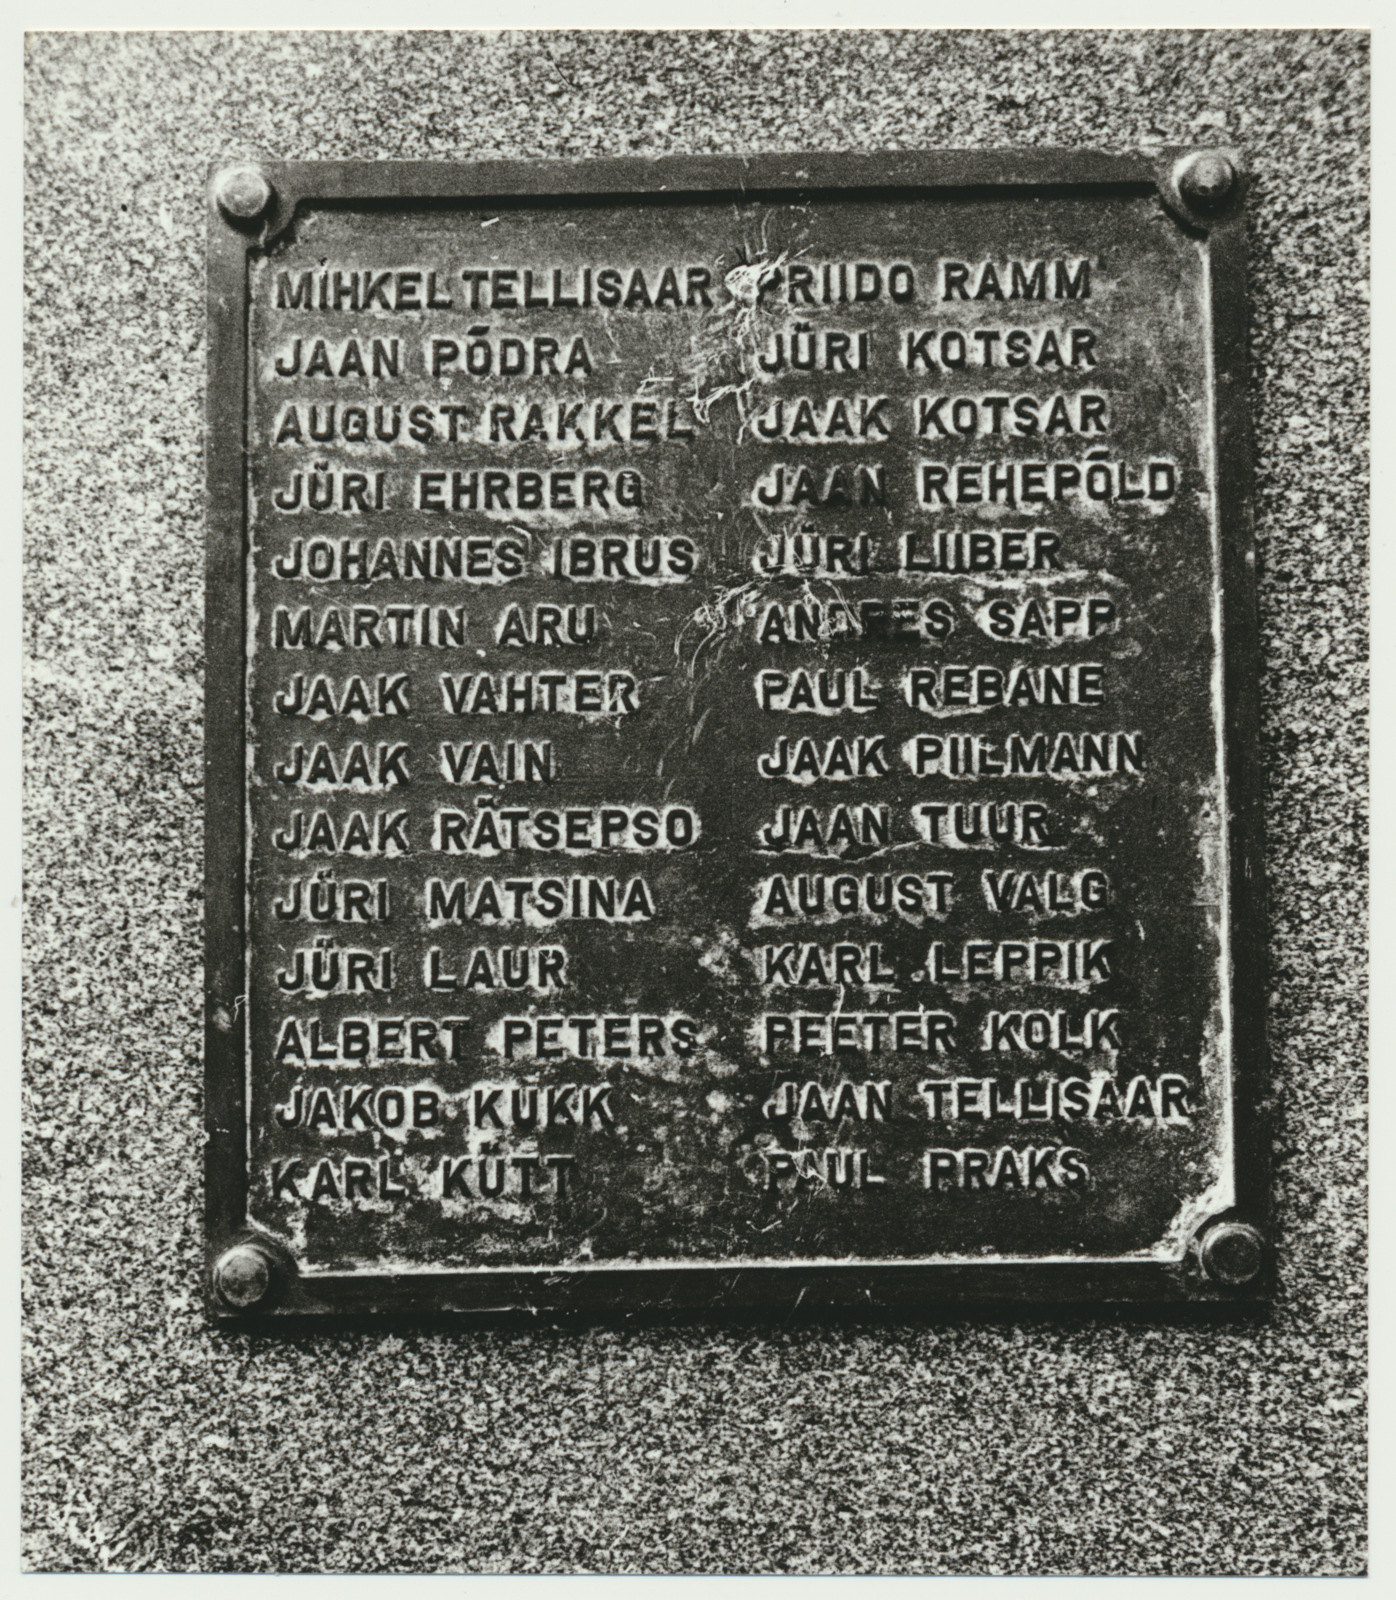 MIHKEL TELLISAAR
JAAN PÕDRA
AUGUST RAKKEL
JÜRI EHRBERG
JOHANNES IBRUS
MARTIN ARU
JAAK VAHTER
JAAK VAIN
JAAK RÄTSEPSO
JÜRI MATSINA
JÜRI LAUR
ALBERT PETERS
JAKOB KUKK
KARL KÜTT
PRIIDO RAMM
JÜRI KOTSAR
JAAK KOTSAR
JAAN REHEPÕLD
JÜRI LIIBER
ANDRES SAPP
PAUL REBANE
JAAK PIILMANN
JAAN TUUR
AUGUST VALG
KARL LEPPIK
PEETER KOLK
JAAN TELLISAAR
PAUL PRAKS